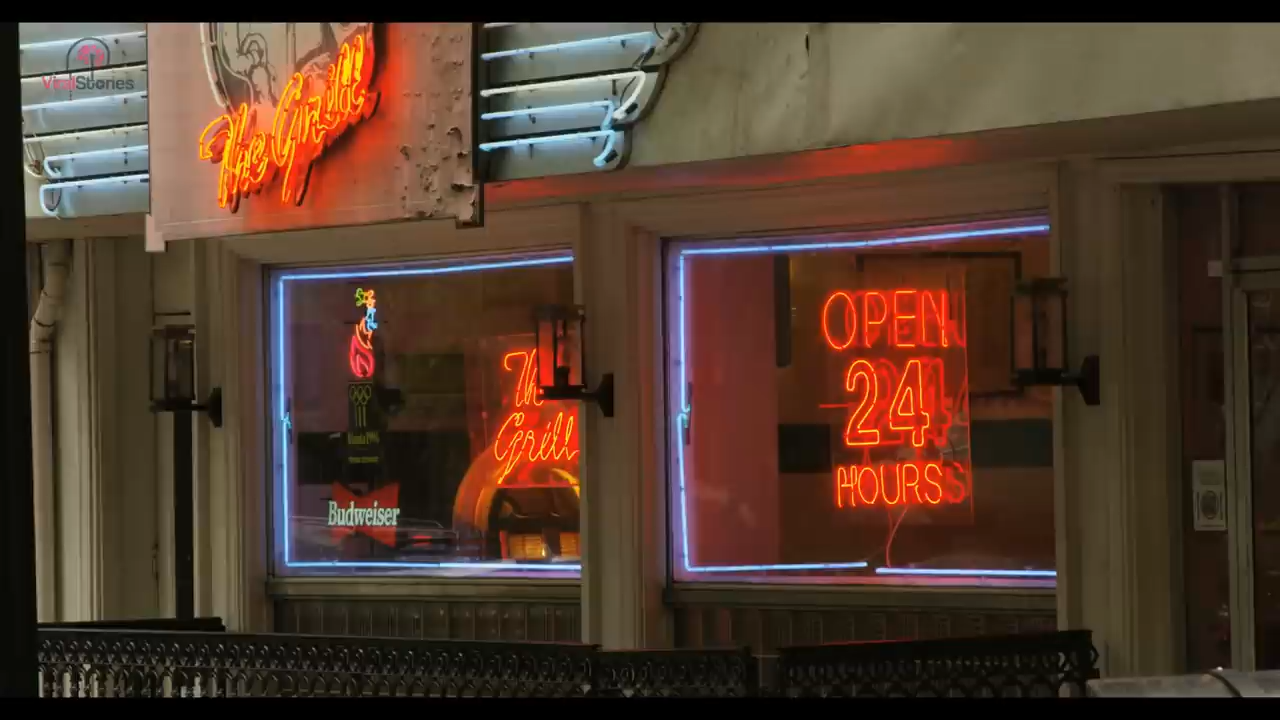 ViralStories
The Grill
The
Grill
Budweiser
OPEN
24
HOURS